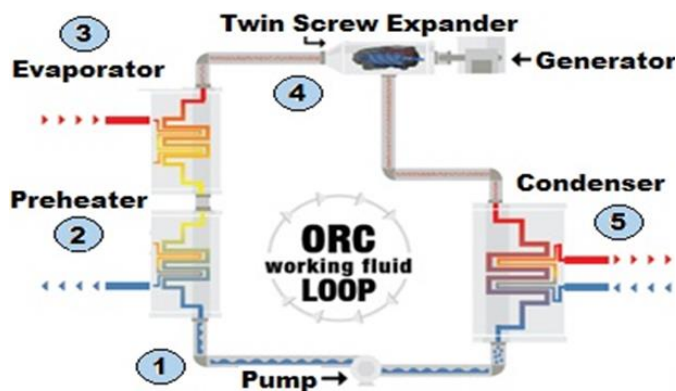 3
Twin Screw Expander
Evaporator
Generator
4
Preheater
Condenser
2
5
ORC
working fluid
LOOP
1
Pump